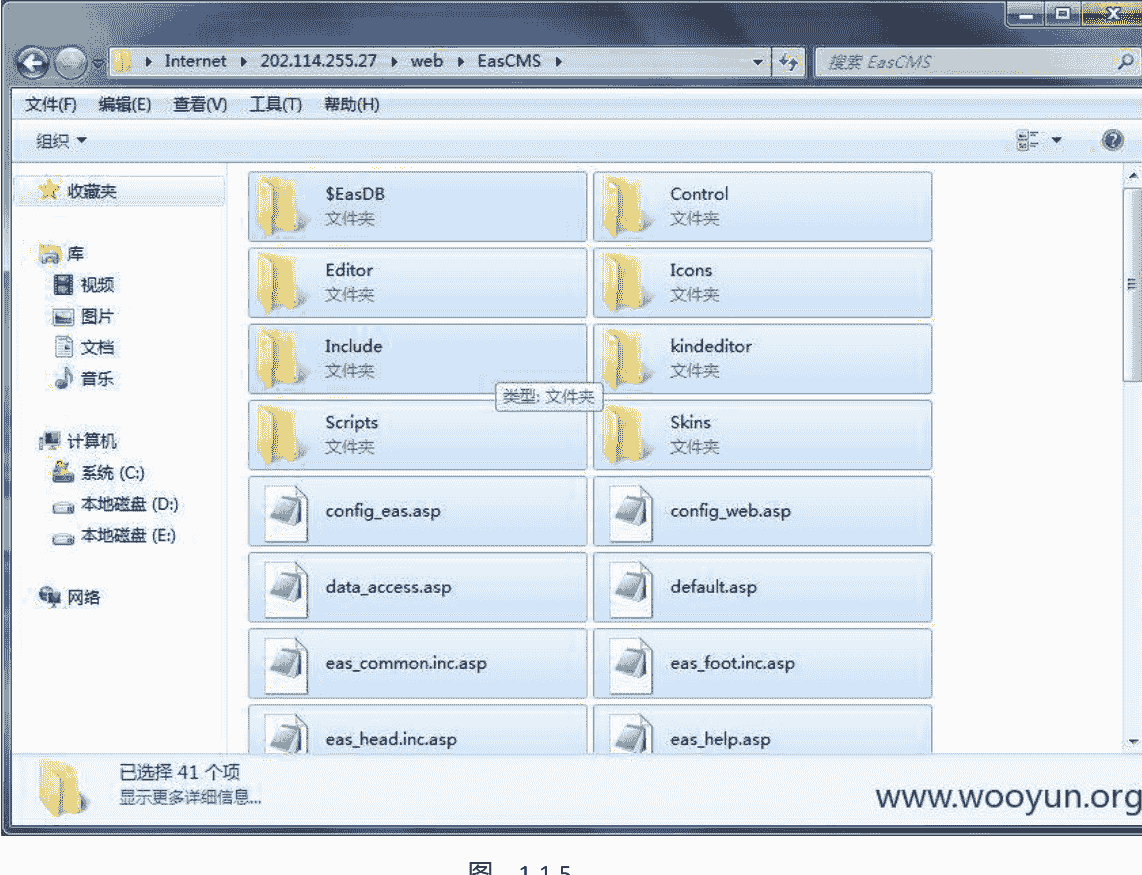 Internet 202.114.255.27 web EasCMS 搜索 EasCMS
文件(F) 编辑(E) 查看(V) 工具(T) 帮助(H)
组织
收藏夹
库
视频
图片
文档
音乐
计算机
系统 (C:)
本地磁盘 (D:)
本地磁盘 (E:)
网络
$EasDB
文件夹
Control
文件夹
Editor
文件夹
Icons
文件夹
Include
文件夹
kindeditor
文件夹
类型: 文件夹
Scripts
文件夹
Skins
文件夹
config_eas.asp
config_web.asp
data_access.asp
default.asp
eas_common.inc.asp
eas_foot.inc.asp
eas_head.inc.asp
eas_help.asp
已选择 41 个项
显示更多详细信息...
www.wooyun.org
图 1.1.5